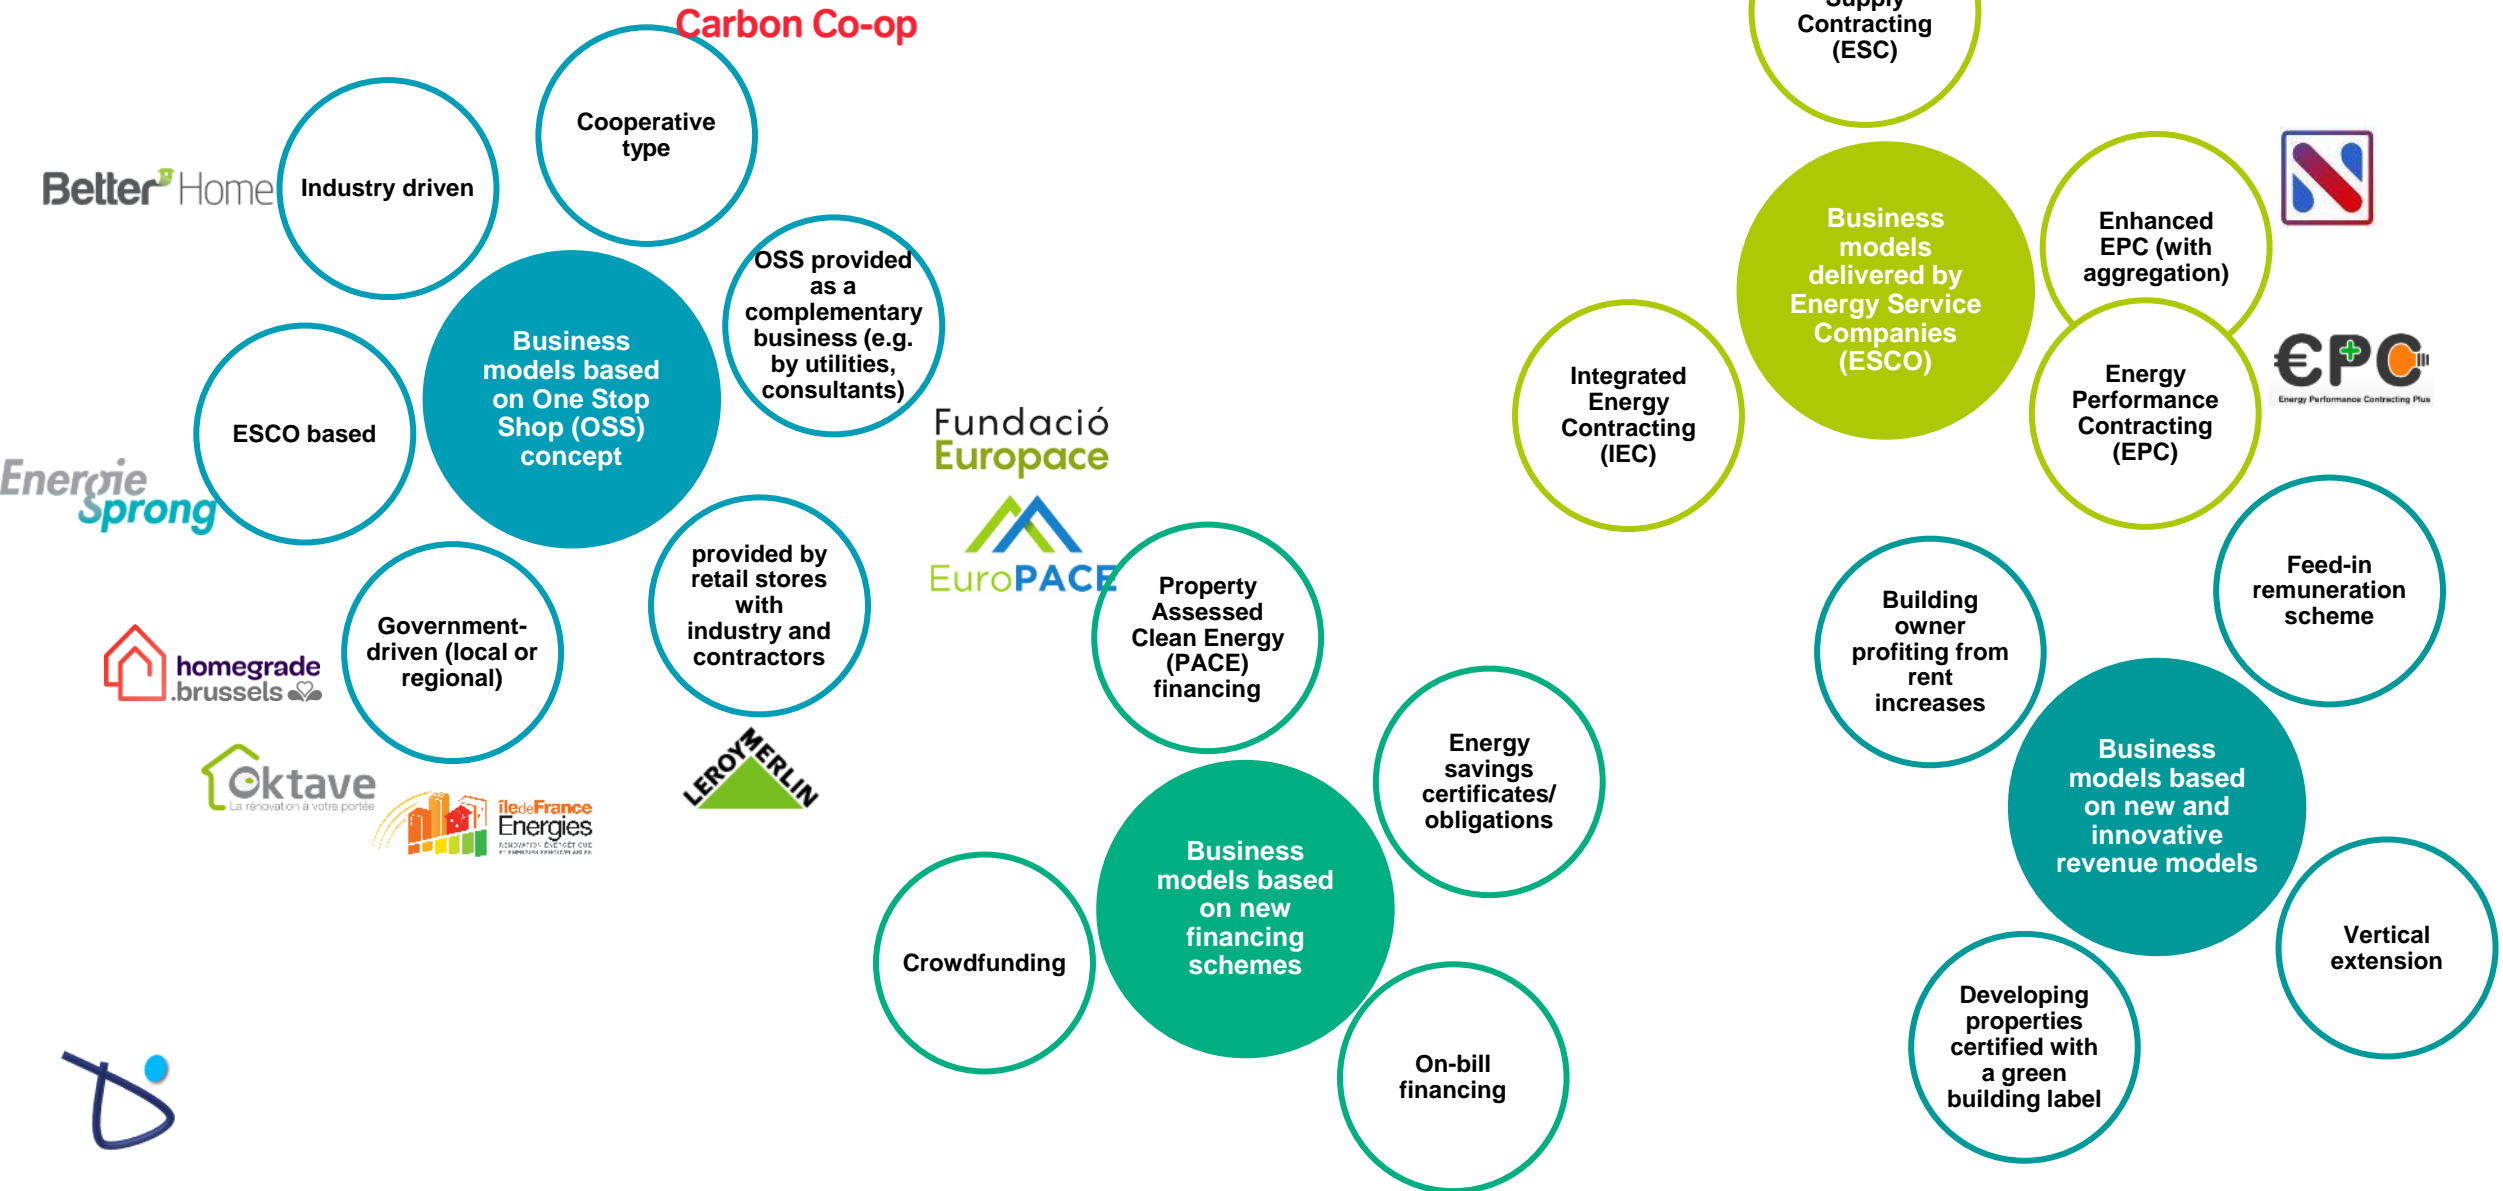 Carbon Co-op
Cooperative
type
Better Home
Industry driven
OSS provided
as a
complementary
business (e.g.
by utilities,
consultants)
Business
models based
on One Stop
Shop (OSS)
concept
ESCO based
Energie
Sprong
provided by
retail stores
with
industry and
contractors
Government-
driven (local or
regional)
homegrade
.brussels
Oktave
La rénovation à votre portée
îledeFrance
Energies
RÉNOVATION ÉNERGÉTIQUE
LEROY MERLIN
Fundació
Europace
EuroPACE
Property
Assessed
Clean Energy
(PACE)
financing
Energy
savings
certificates/
obligations
Business
models based
on new
financing
schemes
Crowdfunding
On-bill
financing
Supply
Contracting
(ESC)
Business
models
delivered by
Energy Service
Companies
(ESCO)
Enhanced
EPC (with
aggregation)
Integrated
Energy
Contracting
(IEC)
Energy
Performance
Contracting
(EPC)
€PC
Energy Performance Contracting Plus
Feed-in
remuneration
scheme
Building
owner
profiting from
rent
increases
Business
models based
on new and
innovative
revenue models
Vertical
extension
Developing
properties
certified with
a green
building label